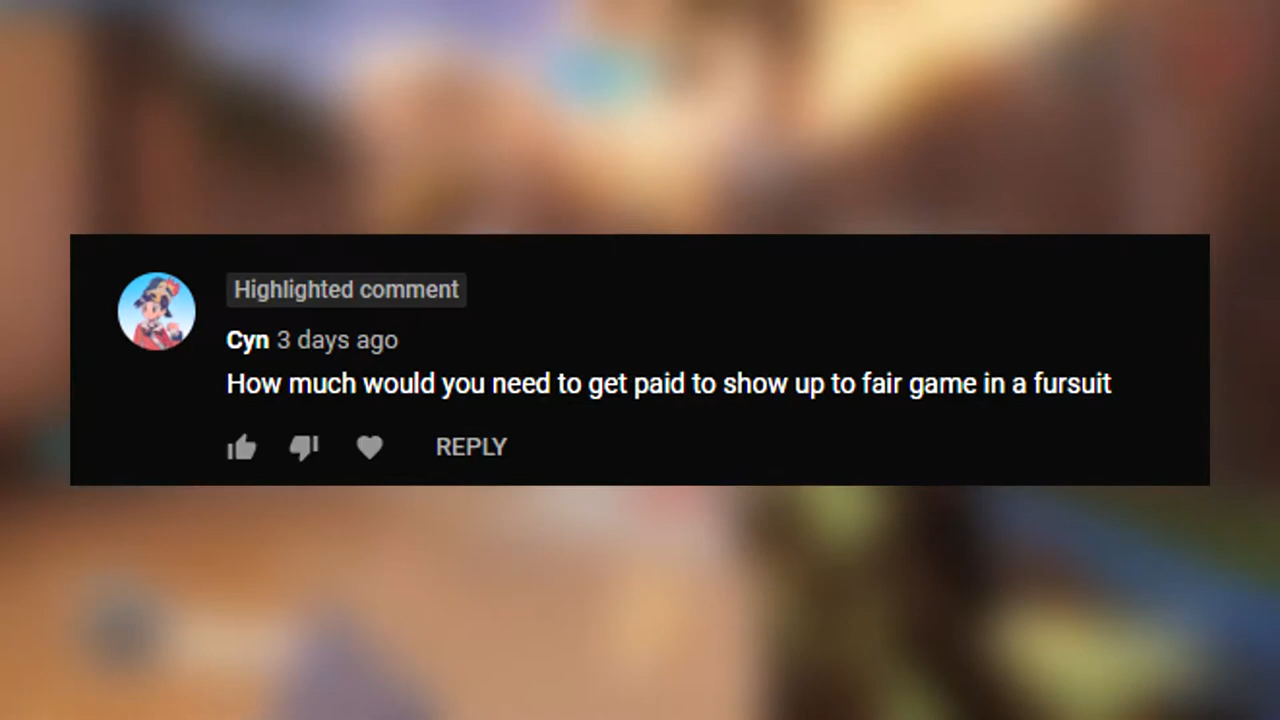 Highlighted comment
Cyn 3 days ago
How much would you need to get paid to show up to fair game in a fursuit
REPLY